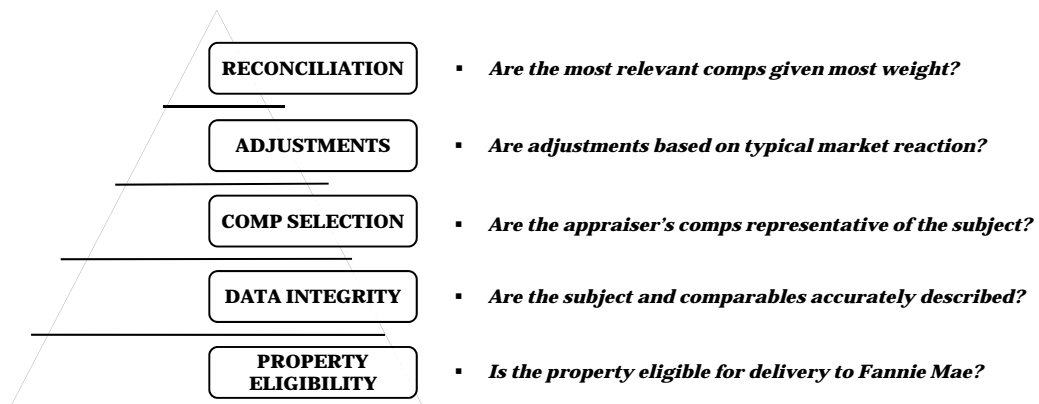 RECONCILIATION ▪ Are the most relevant comps given most weight?
ADJUSTMENTS ▪ Are adjustments based on typical market reaction?
COMP SELECTION ▪ Are the appraiser’s comps representative of the subject?
DATA INTEGRITY ▪ Are the subject and comparables accurately described?
PROPERTY
ELIGIBILITY
▪ Is the property eligible for delivery to Fannie Mae?